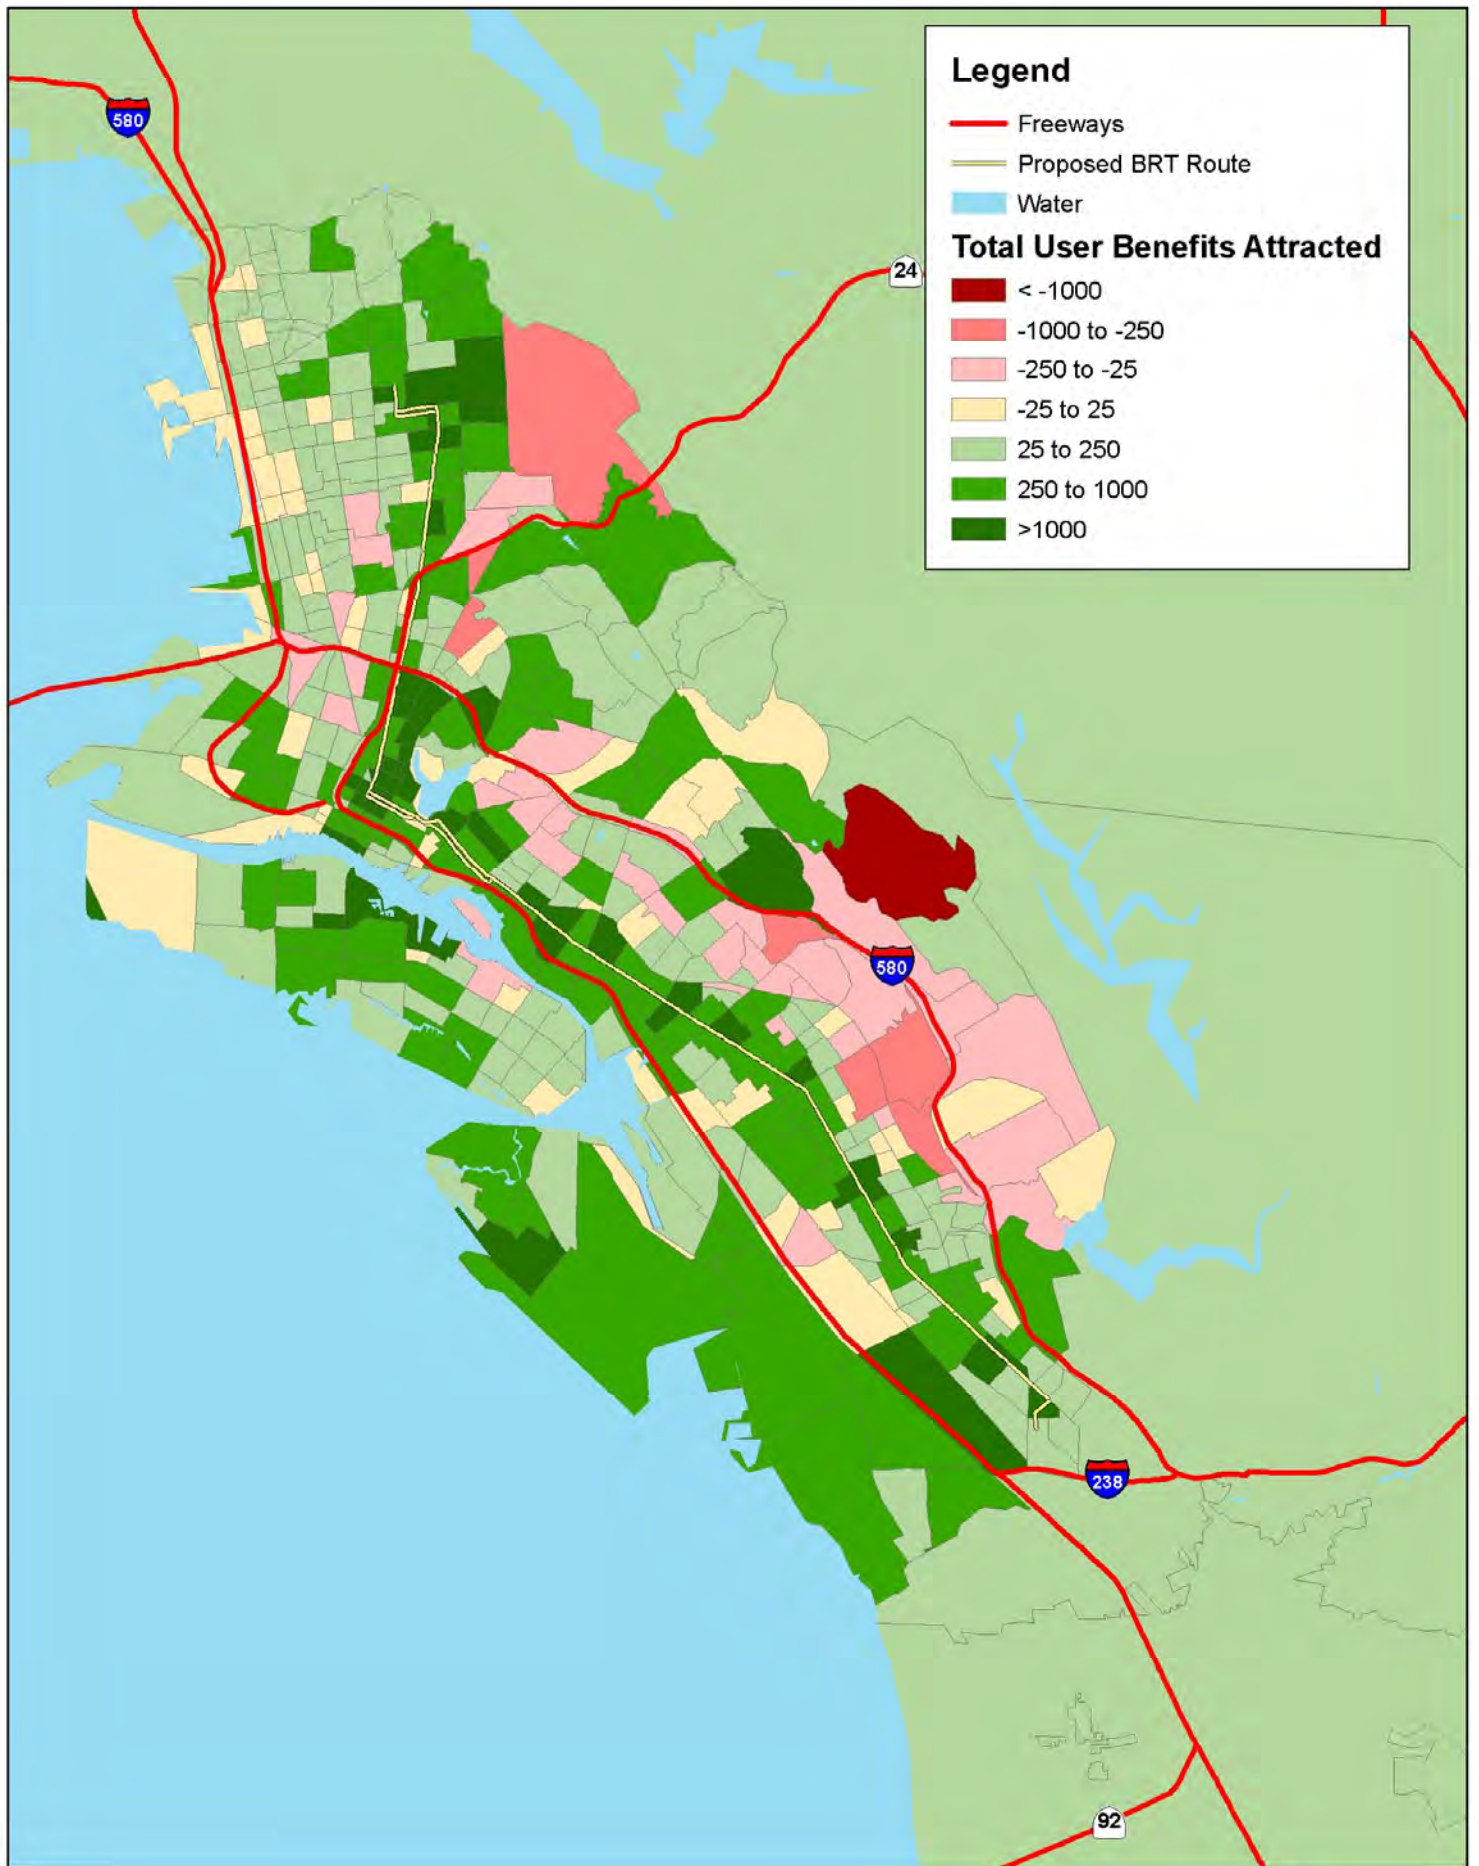 Legend
Freeways
Proposed BRT Route
Water
Total User Benefits Attracted
< -1000
-1000 to -250
-250 to -25
-25 to 25
25 to 250
250 to 1000
>1000
580
24
580
238
92